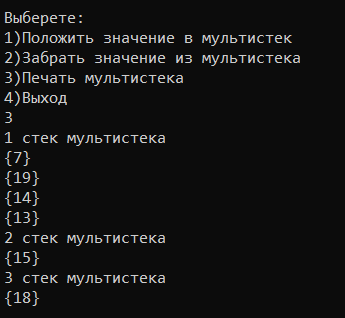 Выберете:
1)Положить значение в мультистек
2)Забрать значение из мультистека
3)Печать мультистека
4)Выход
3
1 стек мультистека
{7}
{19}
{14}
{13}
2 стек мультистека
{15}
3 стек мультистека
{18}